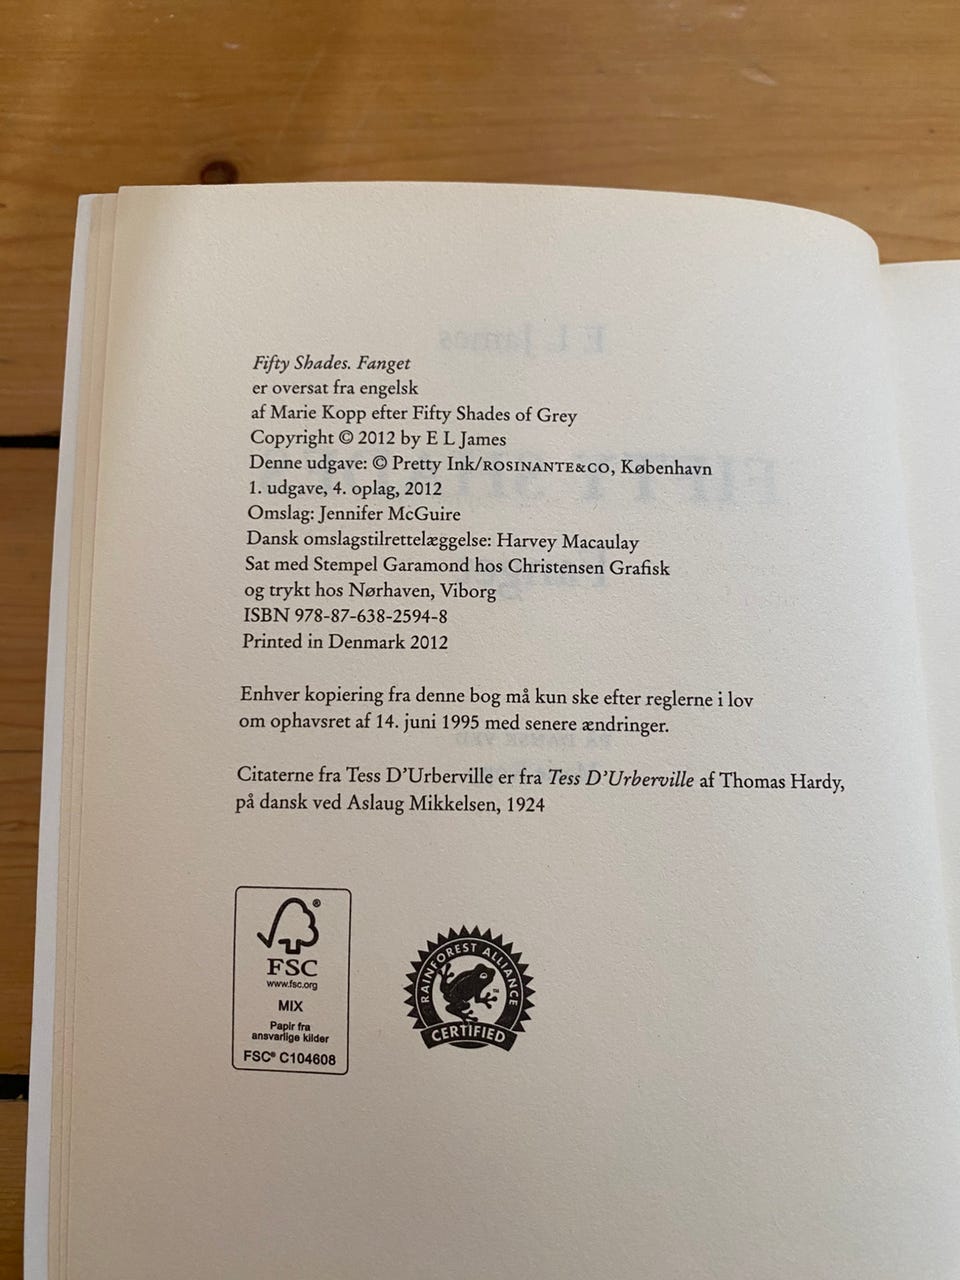 Fifty Shades. Fanget
er oversat fra engelsk
af Marie Kopp efter Fifty Shades of Grey
Copyright © 2012 by E L James
Denne udgave: © Pretty Ink/ROSINANTE&CO, København
1. udgave, 4. oplag, 2012
Omslag: Jennifer McGuire
Dansk omslagstilrettelæggelse: Harvey Macaulay
Sat med Stempel Garamond hos Christensen Grafisk
og trykt hos Nørhaven, Viborg
ISBN 978-87-638-2594-8
Printed in Denmark 2012
Enhver kopiering fra denne bog må kun ske efter reglerne i lov
om ophavsret af 14. juni 1995 med senere ændringer.
Citaterne fra Tess D’Urberville er fra Tess D’Urberville af Thomas Hardy,
på dansk ved Aslaug Mikkelsen, 1924
®
FSC
www.fsc.org
MIX
Papir fra
ansvarlige kilder
FSC® C104608
RAINFOREST ALLIANCE
™
CERTIFIED